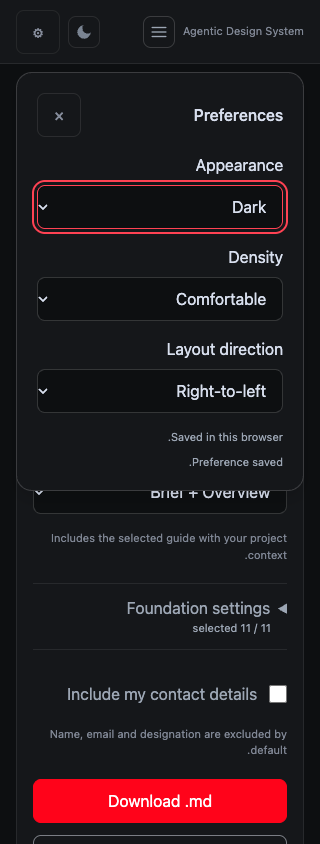 Agentic Design System
Preferences
Appearance
Dark
Density
Comfortable
Layout direction
Right-to-left
.Saved in this browser
.Preference saved
Brief + Overview
Includes the selected guide with your project
.context
Foundation settings
selected 11 / 11
Include my contact details
Name, email and designation are excluded by
.default
Download .md